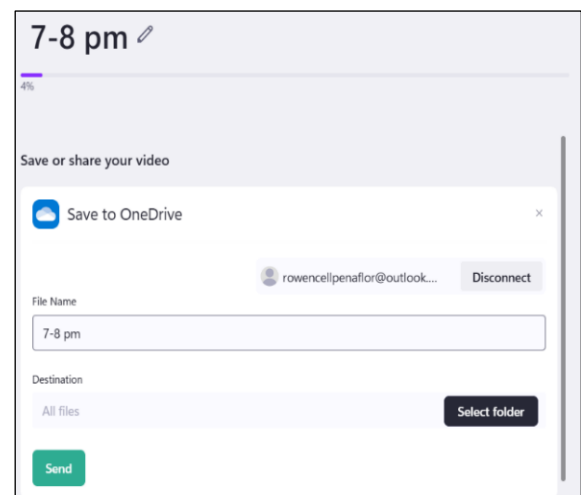 7-8 pm
4%
Save or share your video
Save to OneDrive
×
rowencellpenaflor@outlook.... Disconnect
File Name
7-8 pm
Destination
All files Select folder
Send